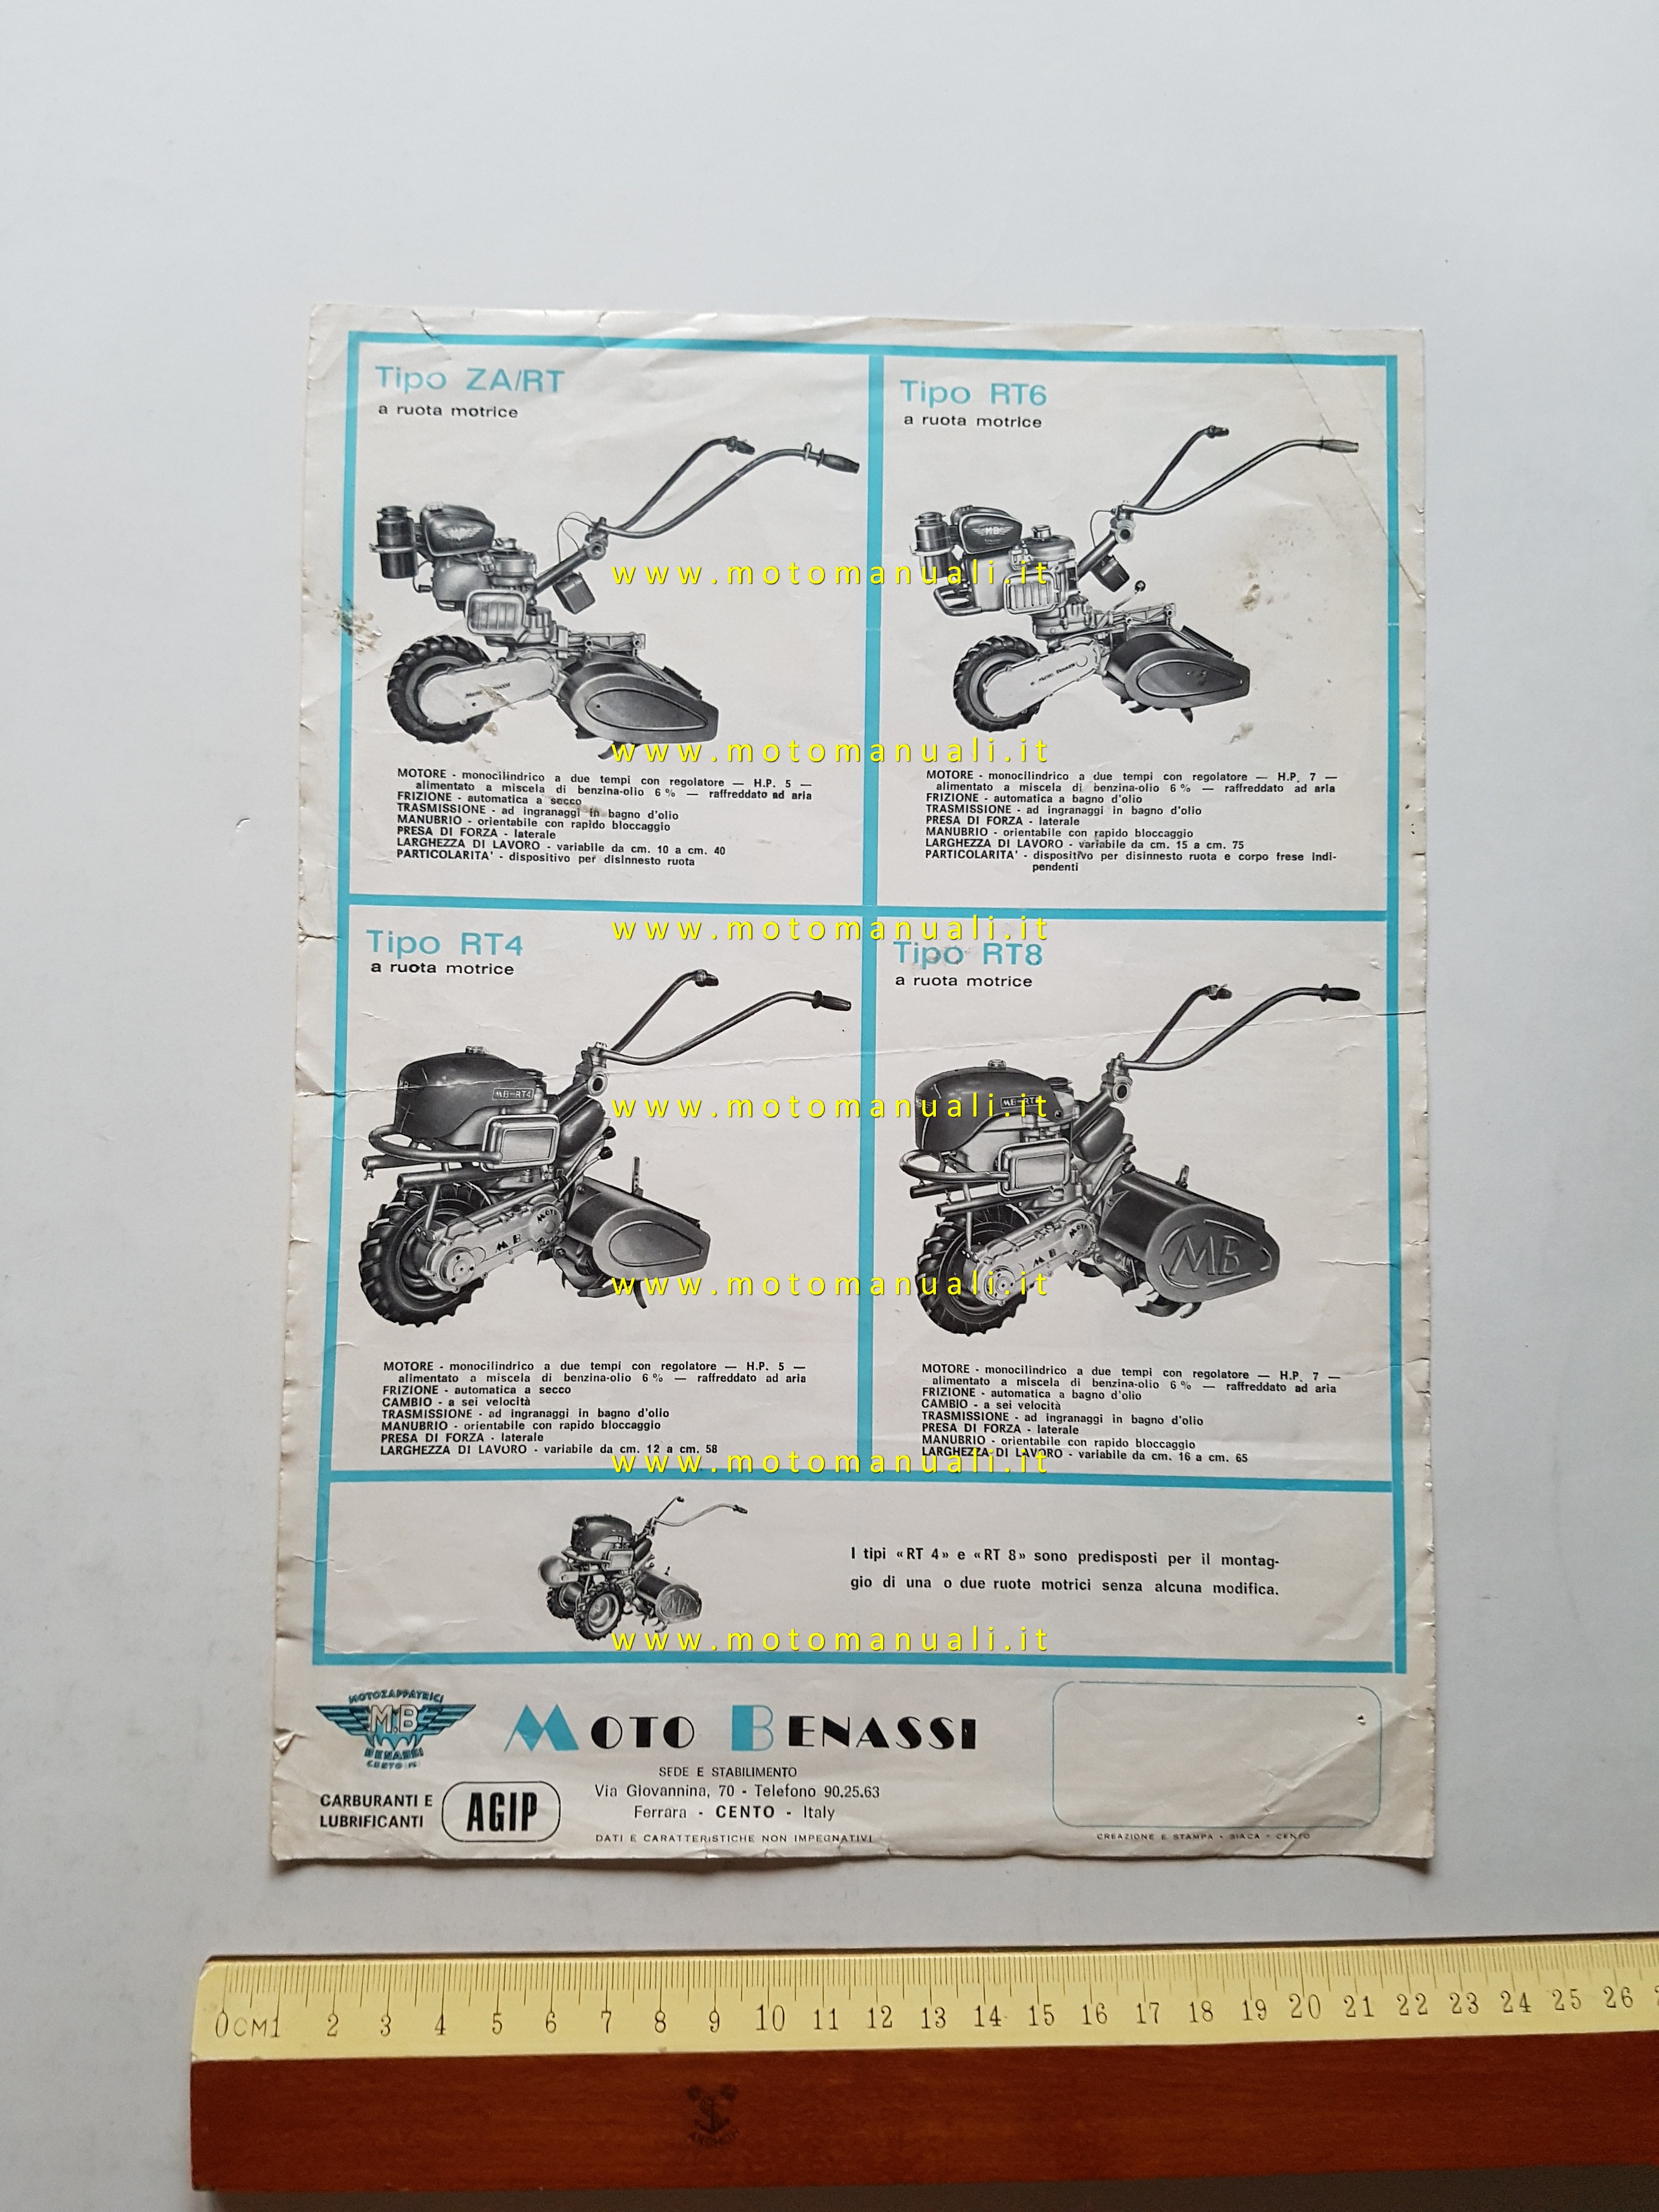 Tipo ZA/RT
a ruota motrice
MOTORE - monocilindrico a due tempi con regolatore — H.P. 5 —
alimentato a miscela di benzina-olio 6 % — raffreddato ad aria
FRIZIONE - automatica a secco
TRASMISSIONE - ad ingranaggi in bagno d'olio
MANUBRIO - orientabile con rapido bloccaggio
PRESA DI FORZA - laterale
LARGHEZZA DI LAVORO - variabile da cm. 10 a cm. 40
PARTICOLARITA' - dispositivo per disinnesto ruota
Tipo RT6
a ruota motrice
MB
MOTORE - monocilindrico a due tempi con regolatore — H.P. 7 —
alimentato a miscela di benzina-olio 6 % — raffreddato ad aria
FRIZIONE - automatica a bagno d'olio
TRASMISSIONE - ad ingranaggi in bagno d'olio
PRESA DI FORZA - laterale
MANUBRIO - orientabile con rapido bloccaggio
LARGHEZZA DI LAVORO - variabile da cm. 15 a cm. 75
PARTICOLARITA' - dispositivo per disinnesto ruota e corpo frese indi-
pendenti
Tipo RT4
a ruota motrice
MB-RT4
MOTO
M B
MOTORE - monocilindrico a due tempi con regolatore — H.P. 5 —
alimentato a miscela di benzina-olio 6 % — raffreddato ad aria
FRIZIONE - automatica a secco
CAMBIO - a sei velocità
TRASMISSIONE - ad ingranaggi in bagno d'olio
MANUBRIO - orientabile con rapido bloccaggio
PRESA DI FORZA - laterale
LARGHEZZA DI LAVORO - variabile da cm. 12 a cm. 58
Tipo RT8
a ruota motrice
MOTO
M B
MB
MOTORE - monocilindrico a due tempi con regolatore — H.P. 7 —
alimentato a miscela di benzina-olio 6 % — raffreddato ad aria
FRIZIONE - automatica a bagno d'olio
CAMBIO - a sei velocità
TRASMISSIONE - ad ingranaggi in bagno d'olio
PRESA DI FORZA - laterale
MANUBRIO - orientabile con rapido bloccaggio
LARGHEZZA DI LAVORO - variabile da cm. 16 a cm. 65
MB
I tipi «RT 4» e «RT 8» sono predisposti per il montag-
gio di una o due ruote motrici senza alcuna modifica.
www.motomanuali.it
www.motomanuali.it
www.motomanuali.it
www.motomanuali.it
www.motomanuali.it
www.motomanuali.it
www.motomanuali.it
MOTOZAPPATRICI
M.B
BENASSI
CENTO
MOTO BENASSI
SEDE E STABILIMENTO
Via Giovannina, 70 - Telefono 90.25.63
Ferrara - CENTO - Italy
CARBURANTI E
LUBRIFICANTI
AGIP
DATI E CARATTERISTICHE NON IMPEGNATIVI
CREAZIONE E STAMPA - SIACA - CENTO
0CM1 2 3 4 5 6 7 8 9 10 11 12 13 14 15 16 17 18 19 20 21 22 23 24 25 26